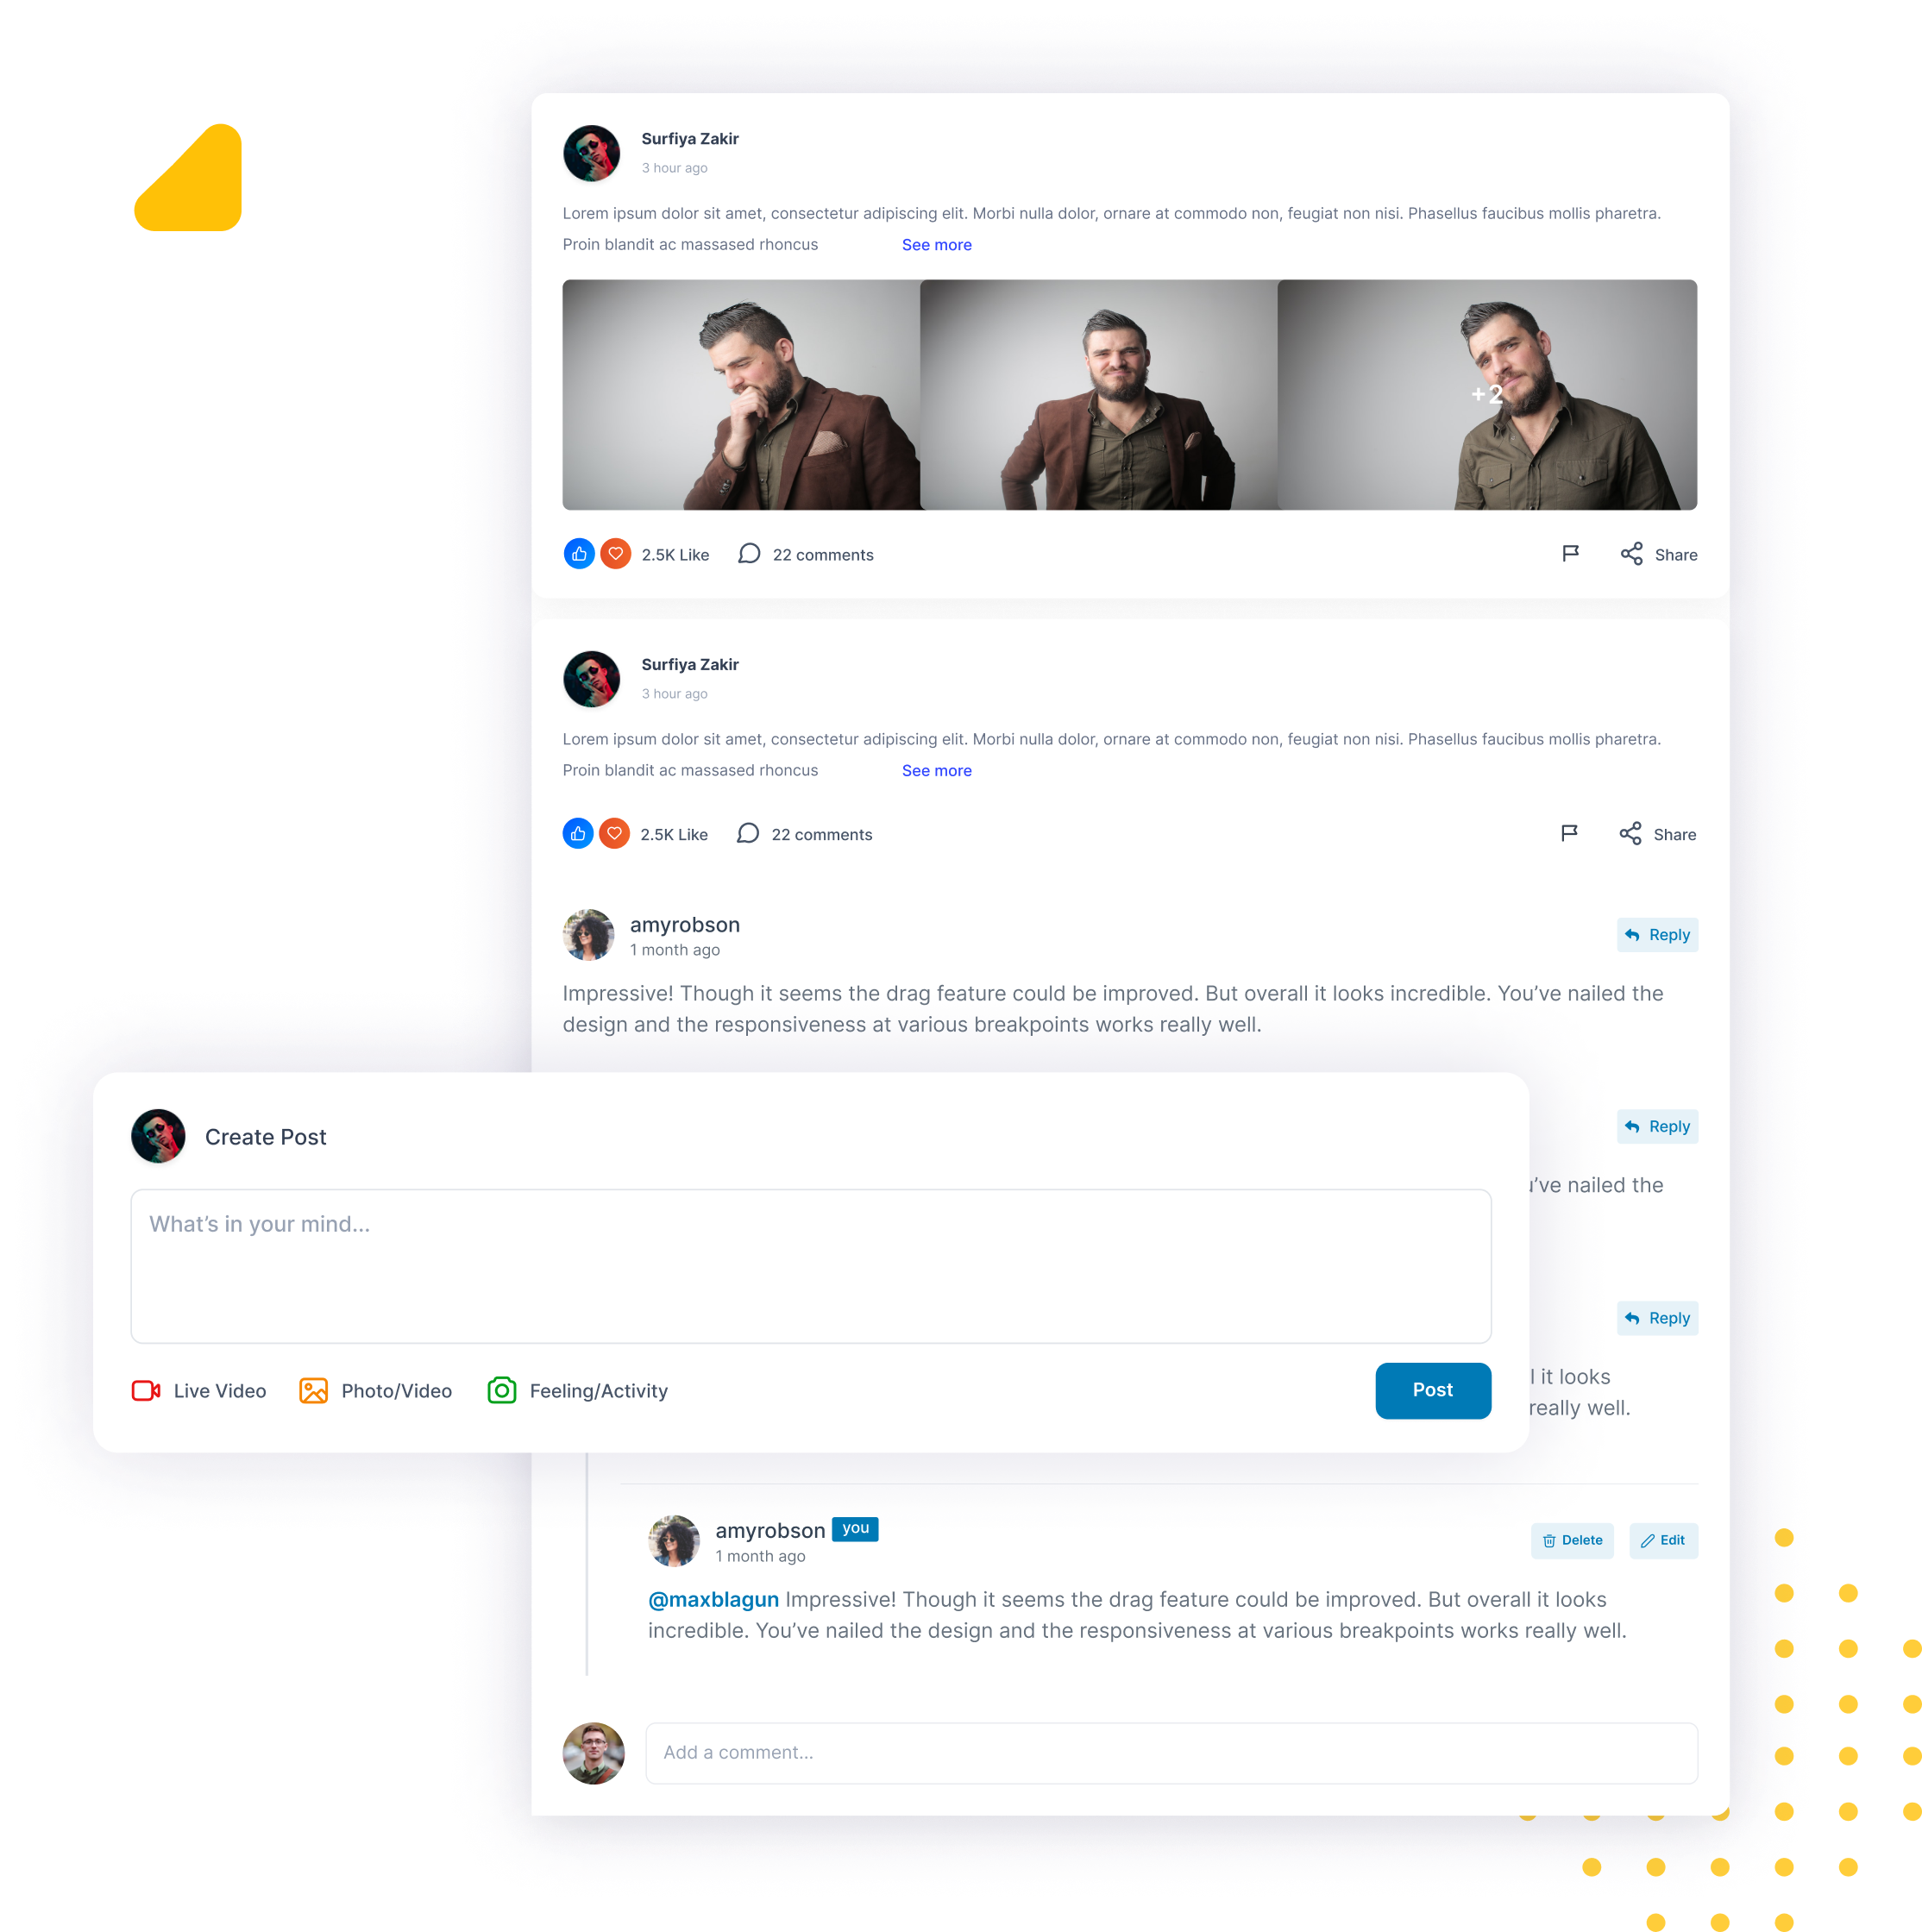 Surfiya Zakir
3 hour ago
Lorem ipsum dolor sit amet, consectetur adipiscing elit. Morbi nulla dolor, ornare at commodo non, feugiat non nisi. Phasellus faucibus mollis pharetra.
Proin blandit ac massased rhoncus See more
+2
2.5K Like 22 comments Share
Surfiya Zakir
3 hour ago
Lorem ipsum dolor sit amet, consectetur adipiscing elit. Morbi nulla dolor, ornare at commodo non, feugiat non nisi. Phasellus faucibus mollis pharetra.
Proin blandit ac massased rhoncus See more
2.5K Like 22 comments Share
amyrobson
1 month ago
Reply
Impressive! Though it seems the drag feature could be improved. But overall it looks incredible. You’ve nailed the
design and the responsiveness at various breakpoints works really well.
Reply
’ve nailed the
Reply
it looks
really well.
Create Post
What’s in your mind...
Live Video Photo/Video Feeling/Activity Post
amyrobson you
1 month ago
Delete Edit
@maxblagun Impressive! Though it seems the drag feature could be improved. But overall it looks
incredible. You’ve nailed the design and the responsiveness at various breakpoints works really well.
Add a comment...